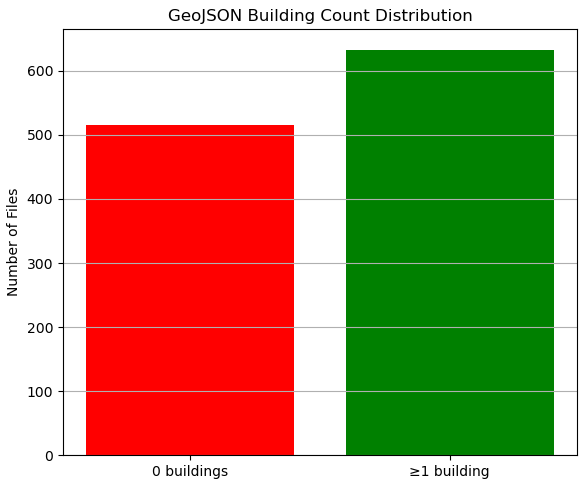 GeoJSON Building Count Distribution
Number of Files
600
500
400
300
200
100
0
0 buildings
≥1 building